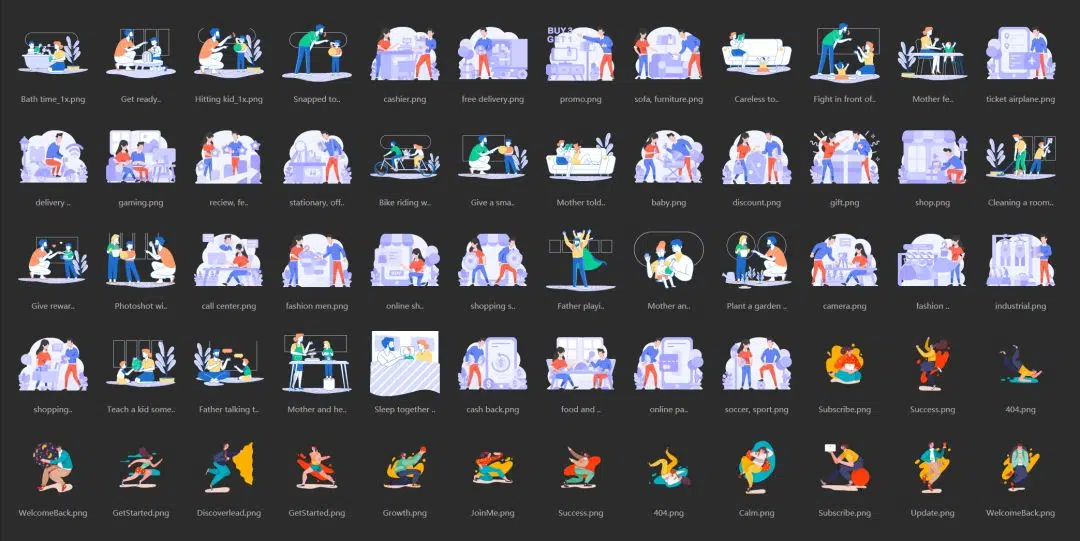 BUY 3
GET 1
Bath time_1x.png
Get ready..
Hitting kid_1x.png
Snapped to..
cashier.png
free delivery.png
promo.png
sofa, furniture.png
Careless to..
Fight in front of..
Mother fe..
ticket airplane.png
delivery ..
gaming.png
reciew, fe..
stationary, off..
Bike riding w..
Give a sma..
Mother told..
baby.png
discount.png
gift.png
shop.png
Cleaning a room..
Give rewar..
Photoshot wi..
call center.png
fashion men.png
online sh..
shopping s..
Father playi..
Mother an..
Plant a garden ..
camera.png
fashion ..
industrial.png
shopping..
Teach a kid some..
Father talking t..
Mother and he..
Sleep together ..
cash back.png
food and ..
online pa..
soccer, sport.png
Subscribe.png
Success.png
404.png
WelcomeBack.png
GetStarted.png
Discoverlead.png
GetStarted.png
Growth.png
JoinMe.png
Success.png
404.png
Calm.png
Subscribe.png
Update.png
WelcomeBack.png